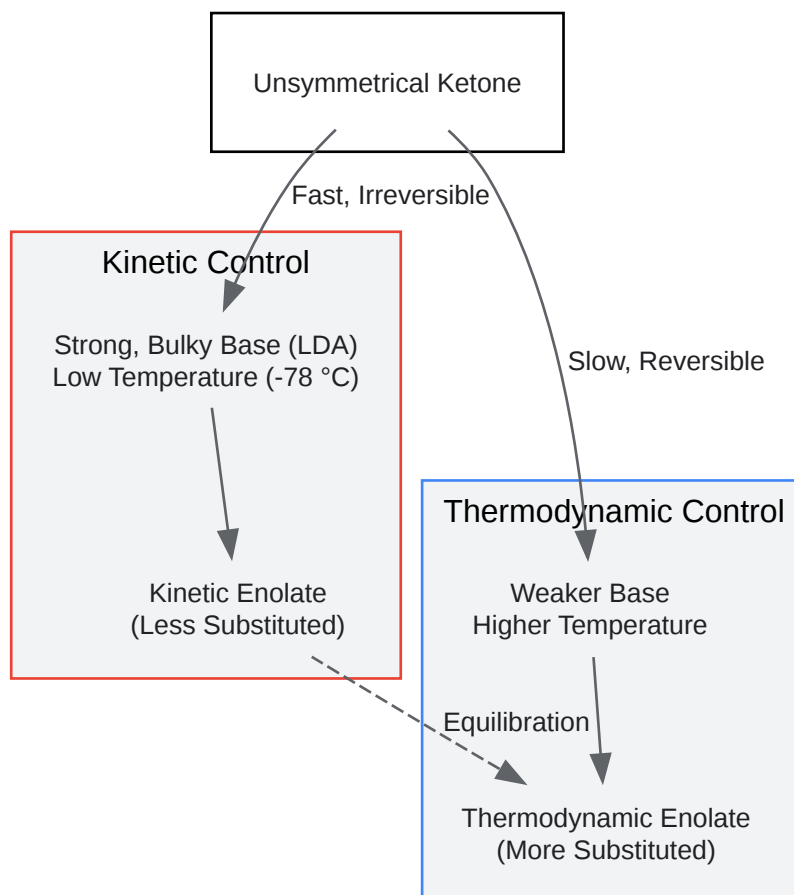 Unsymmetrical Ketone
Fast, Irreversible
Kinetic Control
Strong, Bulky Base (LDA)
Low Temperature (-78 °C)
Slow, Reversible
Thermodynamic Control
Kinetic Enolate
(Less Substituted)
Weaker Base
Higher Temperature
Equilibration
Thermodynamic Enolate
(More Substituted)